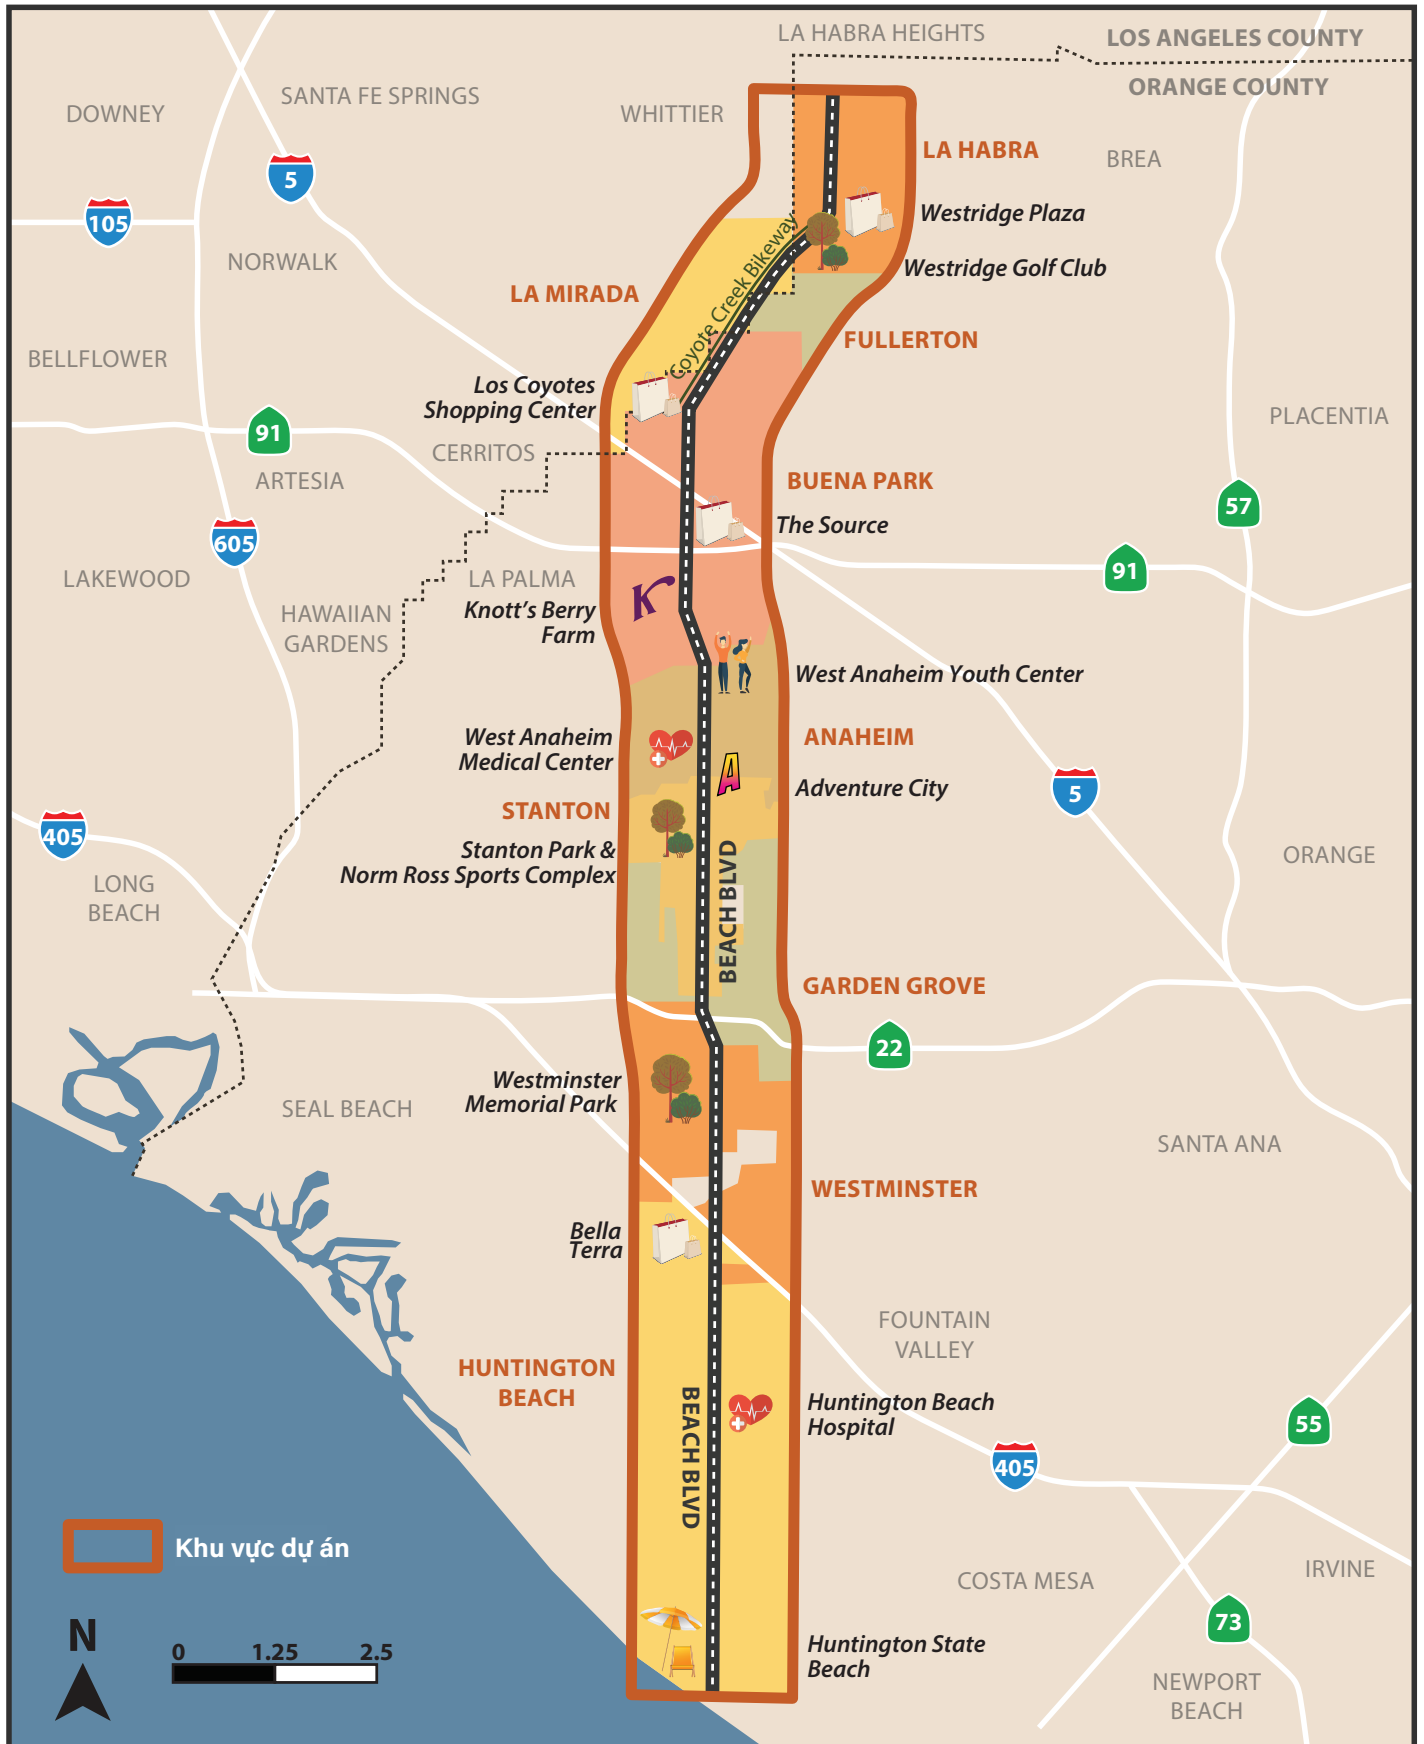 LA HABRA HEIGHTS
LOS ANGELES COUNTY
ORANGE COUNTY
SANTA FE SPRINGS
DOWNEY
WHITTIER
LA HABRA
BREA
5
105
Westridge Plaza
NORWALK
Westridge Golf Club
Coyote Creek Bikeway
LA MIRADA
FULLERTON
BELLFLOWER
Los Coyotes
Shopping Center
PLACENTIA
91
CERRITOS
ARTESIA
BUENA PARK
57
The Source
605
91
LAKEWOOD
LA PALMA
HAWAIIAN
GARDENS
K
Knott's Berry
Farm
West Anaheim Youth Center
West Anaheim
Medical Center
ANAHEIM
A
Adventure City
5
STANTON
405
Stanton Park &
Norm Ross Sports Complex
ORANGE
LONG
BEACH
BEACH BLVD
GARDEN GROVE
22
Westminster
Memorial Park
SEAL BEACH
SANTA ANA
WESTMINSTER
Bella
Terra
FOUNTAIN
VALLEY
HUNTINGTON
BEACH
BEACH BLVD
Huntington Beach
Hospital
55
405
Khu vực dự án
IRVINE
COSTA MESA
73
N
0 1.25 2.5
Huntington State
Beach
NEWPORT
BEACH